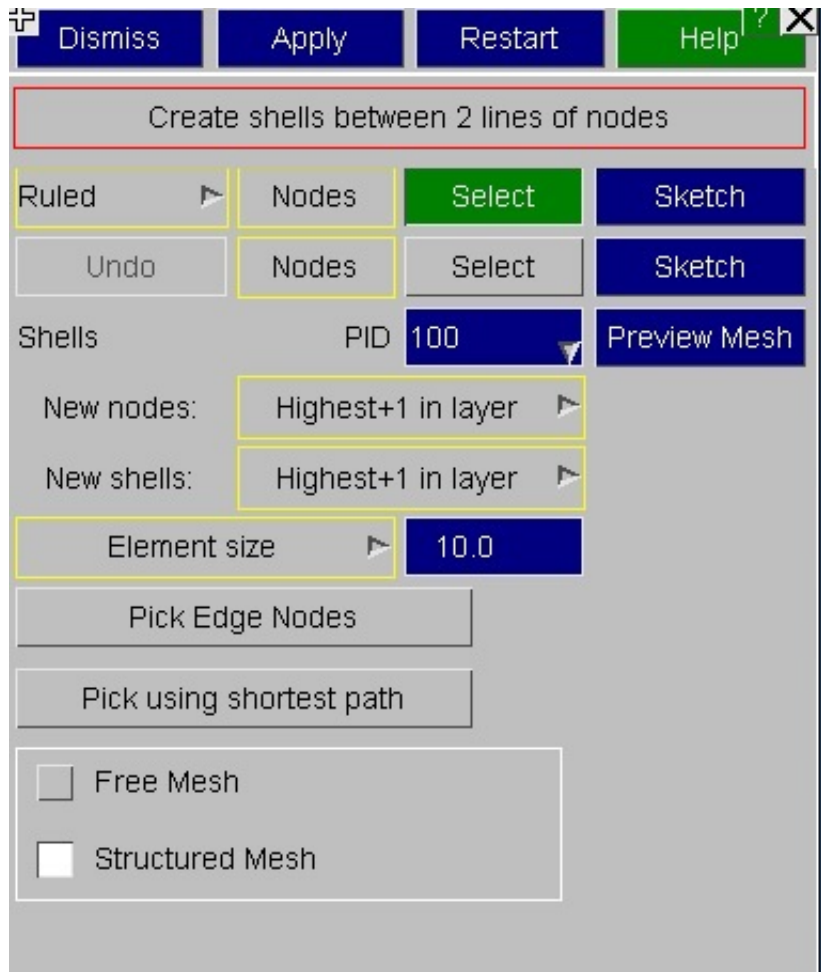 Dismiss Apply Restart Help ?
Create shells between 2 lines of nodes
Ruled Nodes Select Sketch
Undo Nodes Select Sketch
Shells PID 100 Preview Mesh
New nodes: Highest+1 in layer
New shells: Highest+1 in layer
Element size 10.0
Pick Edge Nodes
Pick using shortest path
Free Mesh
Structured Mesh